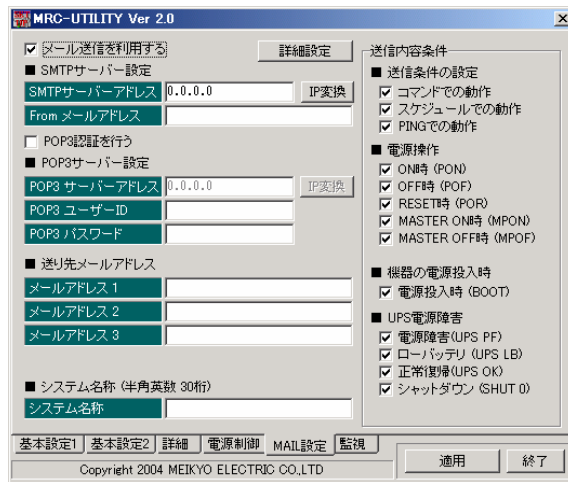 MRC-UTILITY Ver 2.0
メール送信を利用する
詳細設定
■ SMTPサーバー設定
SMTPサーバーアドレス 0.0.0.0 IP変換
From メールアドレス
POP3認証を行う
■ POP3サーバー設定
POP3 サーバーアドレス 0.0.0.0 IP変換
POP3 ユーザーID
POP3 パスワード
■ 送り先メールアドレス
メールアドレス 1
メールアドレス 2
メールアドレス 3
■ システム名称 (半角英数 30桁)
システム名称
送信内容条件
■ 送信条件の設定
コマンドでの動作
スケジュールでの動作
PINGでの動作
■ 電源操作
ON時 (PON)
OFF時 (POF)
RESET時 (POR)
MASTER ON時 (MPON)
MASTER OFF時 (MPOF)
■ 機器の電源投入時
電源投入時 (BOOT)
■ UPS電源障害
電源障害(UPS PF)
ローバッテリ (UPS LB)
正常復帰(UPS OK)
シャットダウン (SHUT 0)
基本設定1 基本設定2 詳細 電源制御 MAIL設定 監視
Copyright 2004 MEIKYO ELECTRIC CO.,LTD
適用 終了